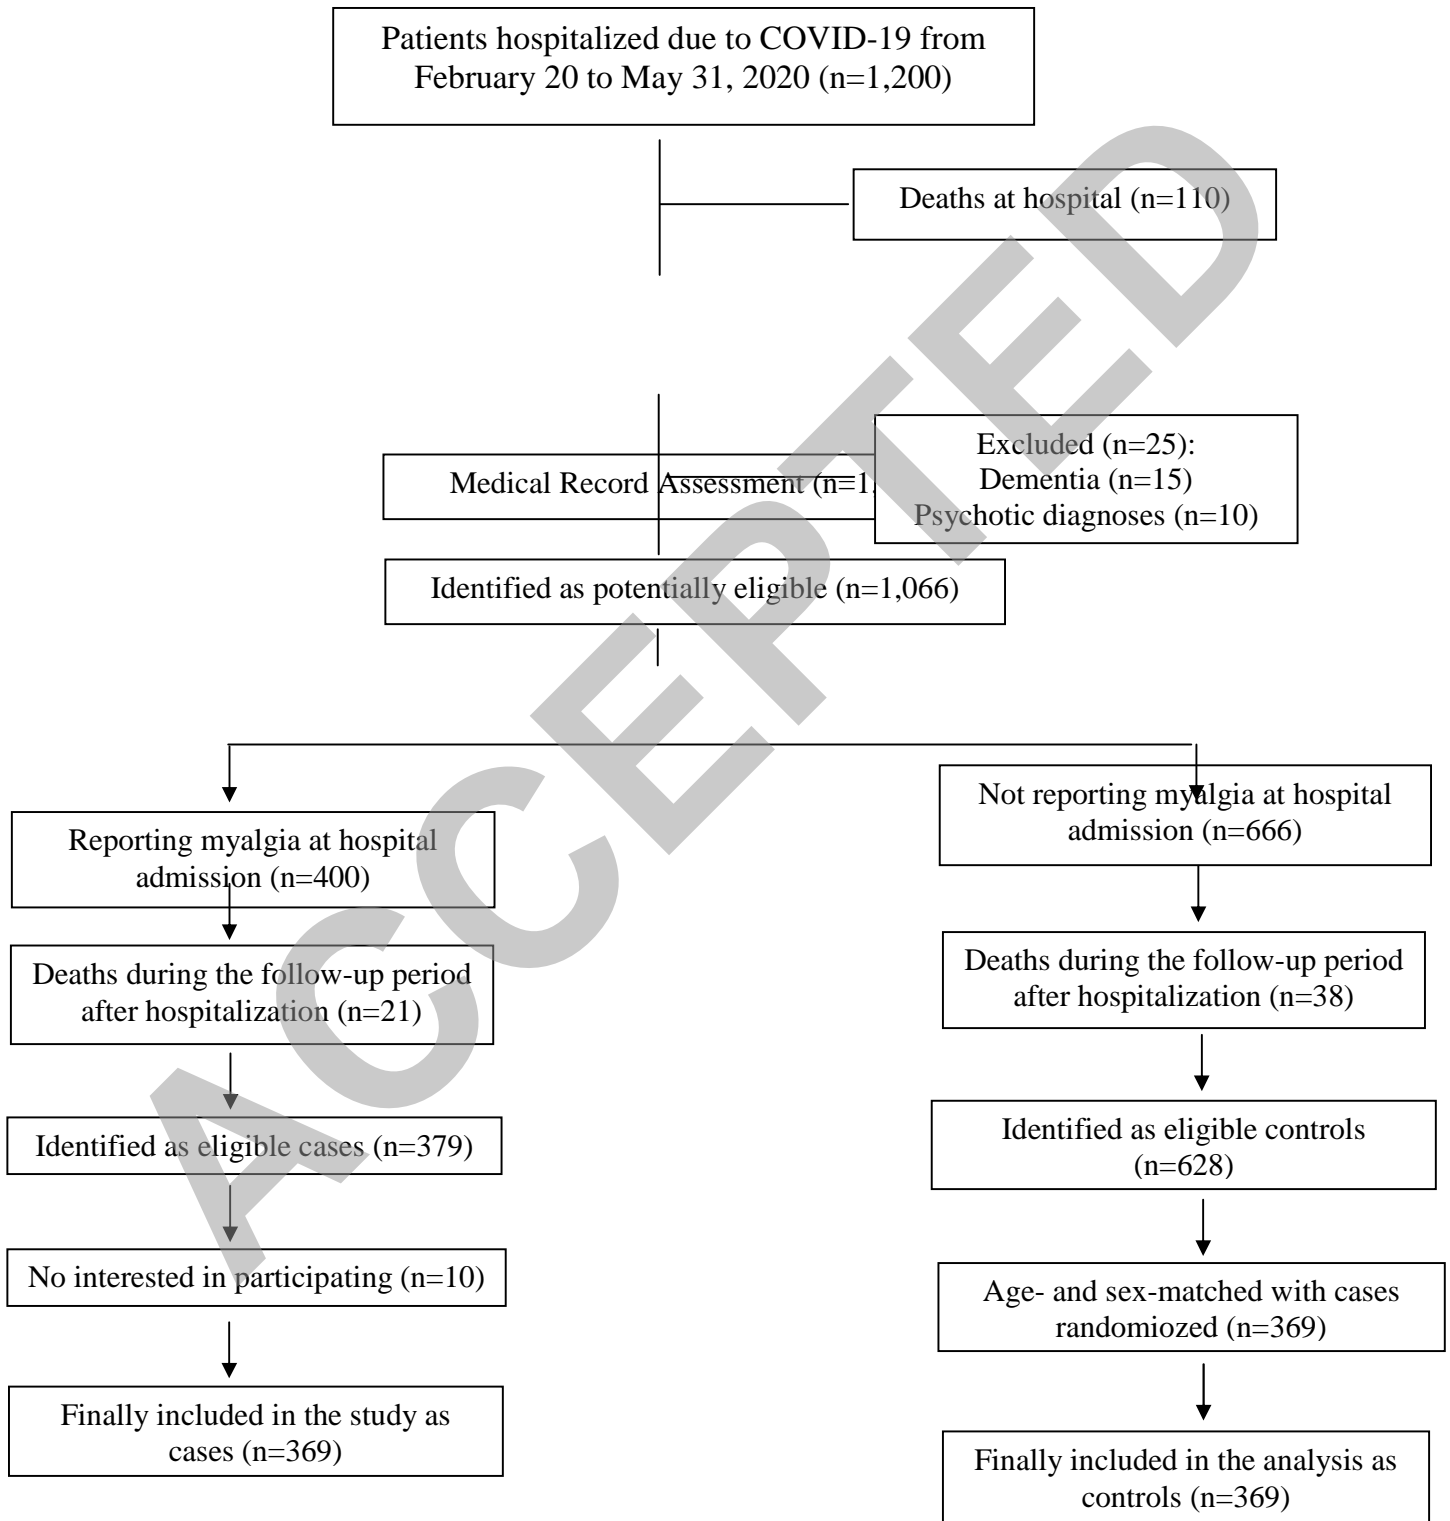 Patients hospitalized due to COVID-19 from
February 20 to May 31, 2020 (n=1,200)
Deaths at hospital (n=110)
Excluded (n=25):
Dementia (n=15)
Psychotic diagnoses (n=10)
Medical Record Assessment (n=1,
Identified as potentially eligible (n=1,066)
Not reporting myalgia at hospital
admission (n=666)
Reporting myalgia at hospital
admission (n=400)
Deaths during the follow-up period
after hospitalization (n=21)
Deaths during the follow-up period
after hospitalization (n=38)
Identified as eligible cases (n=379)
Identified as eligible controls
(n=628)
No interested in participating (n=10)
Age- and sex-matched with cases
randomiozed (n=369)
Finally included in the study as
cases (n=369)
Finally included in the analysis as
controls (n=369)
ACCEPTED